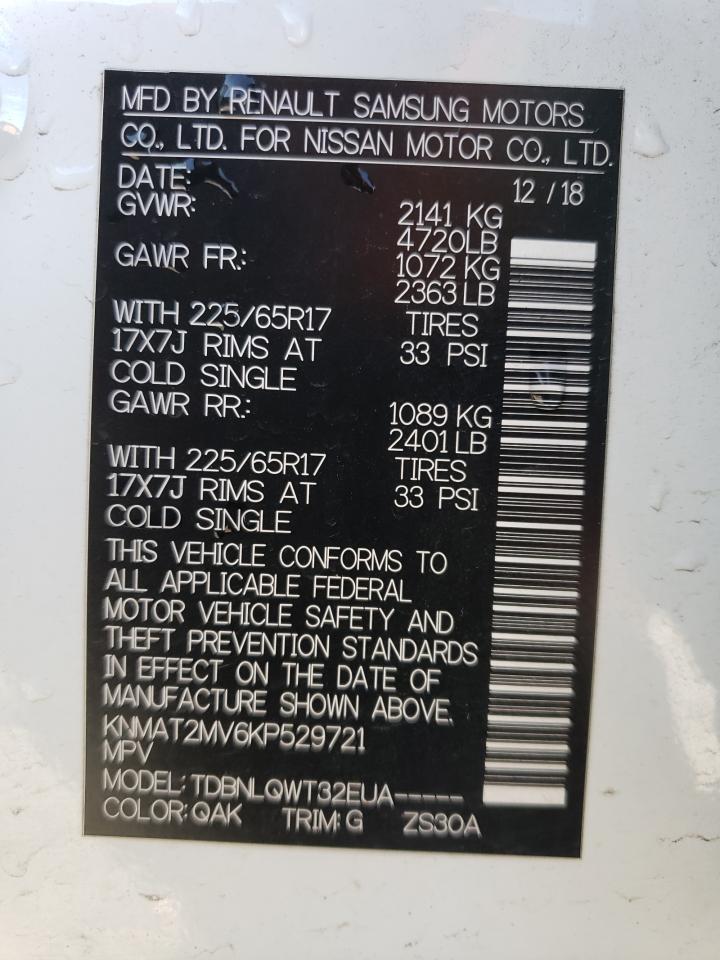 MFD BY RENAULT SAMSUNG MOTORS
CO., LTD. FOR NISSAN MOTOR CO., LTD.
DATE: 12 / 18
GVWR: 2141 KG
4720LB
GAWR FR.: 1072 KG
2363 LB
WITH 225/65R17 TIRES
17X7J RIMS AT 33 PSI
COLD SINGLE
GAWR RR.: 1089 KG
2401 LB
WITH 225/65R17 TIRES
17X7J RIMS AT 33 PSI
COLD SINGLE
THIS VEHICLE CONFORMS TO
ALL APPLICABLE FEDERAL
MOTOR VEHICLE SAFETY AND
THEFT PREVENTION STANDARDS
IN EFFECT ON THE DATE OF
MANUFACTURE SHOWN ABOVE.
KNMAT2MV6KP529721
MPV
MODEL: TDBNLQWT32EUA-----
COLOR: QAK TRIM: G ZS30A